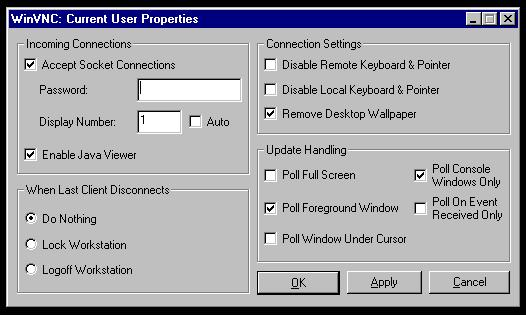 WinVNC: Current User Properties
Incoming Connections
Accept Socket Connections
Password:
Display Number:
1
Auto
Enable Java Viewer
When Last Client Disconnects
Do Nothing
Lock Workstation
Logoff Workstation
Connection Settings
Disable Remote Keyboard & Pointer
Disable Local Keyboard & Pointer
Remove Desktop Wallpaper
Update Handling
Poll Full Screen
Poll Console
Windows Only
Poll Foreground Window
Poll On Event
Received Only
Poll Window Under Cursor
OK
Apply
Cancel